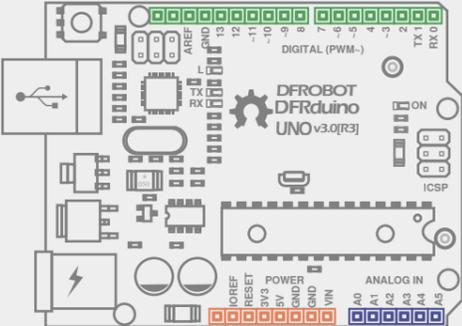 AREF
GND
13
12
~11
~10
~9
8
7
~6
~5
4
~3
2
TX 1
RX 0
DIGITAL (PWM~)
L
TX
RX
DFROBOT
DFRduino
UNO v3.0[R3]
ON
ICSP
050
IOREF
RESET
3V3
5V
GND
GND
VIN
POWER
ANALOG IN
A0
A1
A2
A3
A4
A5